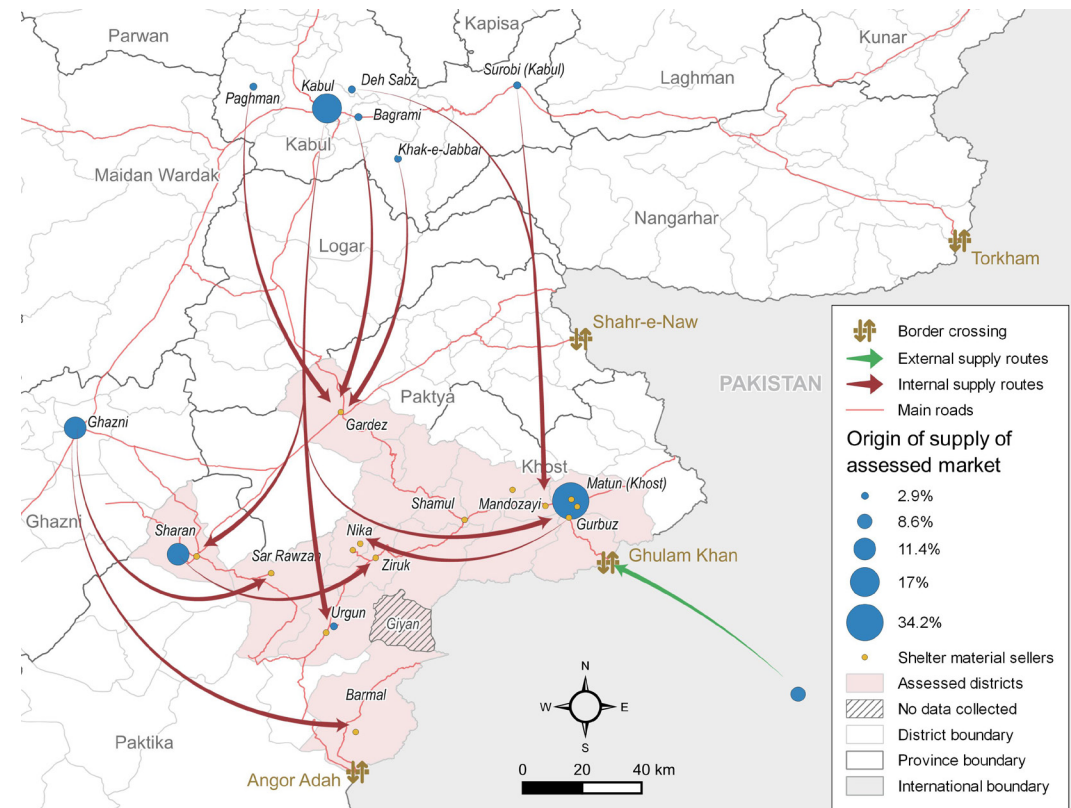 Parwan
Kapisa
Kunar
Laghman
Surobi (Kabul)
Deh Sabz
Kabul
Paghman
Bagrami
Kabul
Khak-e-Jabbar
Maidan Wardak
Nangarhar
Logar
Torkham
Shahr-e-Naw
PAKISTAN
Paktya
Ghazni
Gardez
Khost
Matun (Khost)
Shamul
Mandozayi
Gurbuz
Ghazni
Sharan
Nika
Sar Rawzan
Ziruk
Ghulam Khan
Urgun
Giyan
Barmal
Paktika
Angor Adah
N
W
E
S
0 20 40 km
Border crossing
External supply routes
Internal supply routes
Main roads
Origin of supply of
assessed market
2.9%
8.6%
11.4%
17%
34.2%
Shelter material sellers
Assessed districts
No data collected
District boundary
Province boundary
International boundary